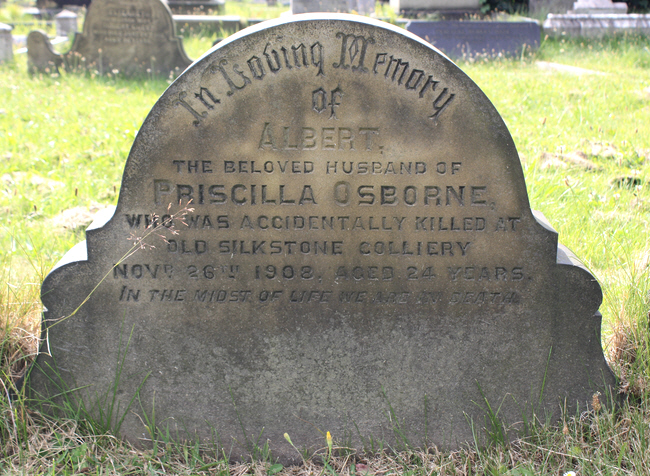 In Loving Memory
of
ALBERT,
THE BELOVED HUSBAND OF
PRISCILLA OSBORNE,
WHO WAS ACCIDENTALLY KILLED AT
OLD SILKSTONE COLLIERY
NOVR 26TH 1908, AGED 24 YEARS.
IN THE MIDST OF LIFE WE ARE IN DEATH.